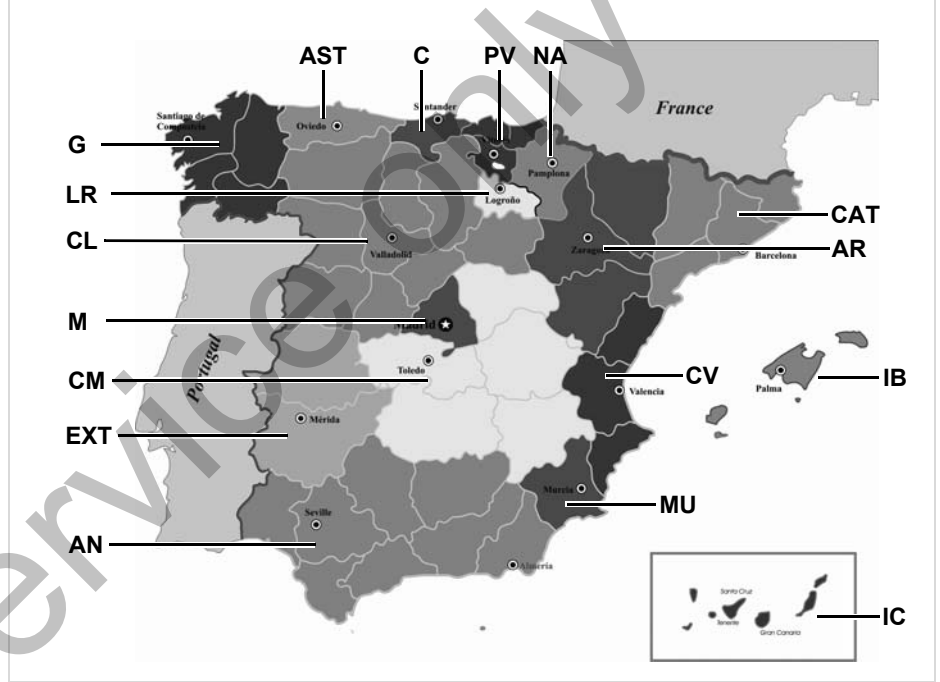 AST
C
PV
NA
France
Santiago de
Compostela
Oviedo
Santander
G
Pamplona
LR
Logroño
CAT
CL
Valladolid
Zaragoza
AR
Barcelona
M
Madrid
Portugal
Toledo
CM
CV
Valencia
Palma
IB
Mérida
EXT
Murcia
MU
Seville
AN
Almería
Santa Cruz
Tenerife
Gran Canaria
IC
service only